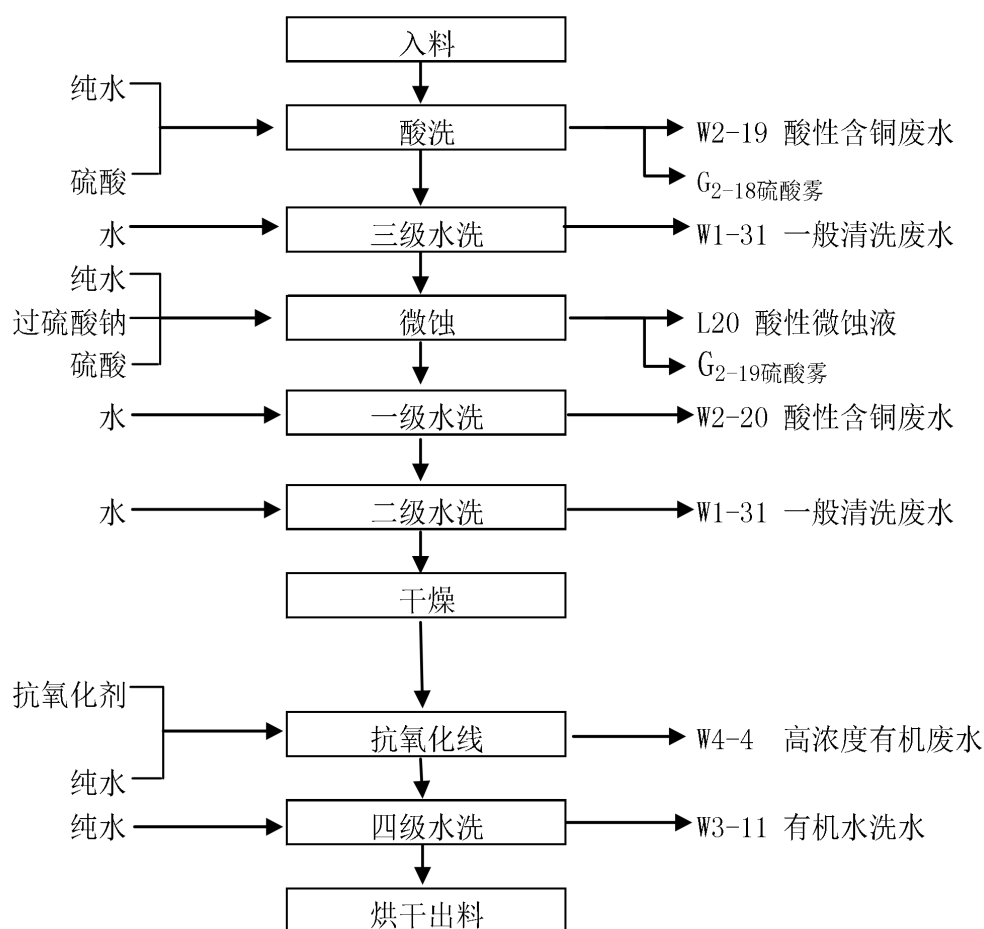 入料
纯水
酸洗
W2-19 酸性含铜废水
硫酸
G2-18硫酸雾
水
三级水洗
W1-31 一般清洗废水
纯水
过硫酸钠
微蚀
L20 酸性微蚀液
硫酸
G2-19硫酸雾
水
一级水洗
W2-20 酸性含铜废水
水
二级水洗
W1-31 一般清洗废水
干燥
抗氧化剂
抗氧化线
W4-4 高浓度有机废水
纯水
纯水
四级水洗
W3-11 有机水洗水
烘干出料